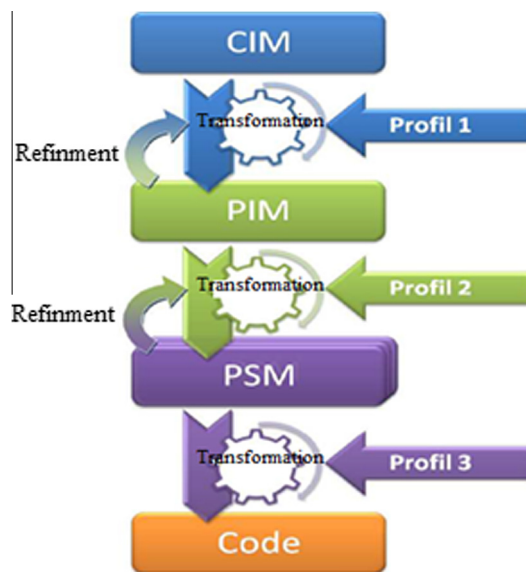 CIM
Transformation
Profil 1
Refinment
PIM
Transformation
Profil 2
Refinment
PSM
Transformation
Profil 3
Code